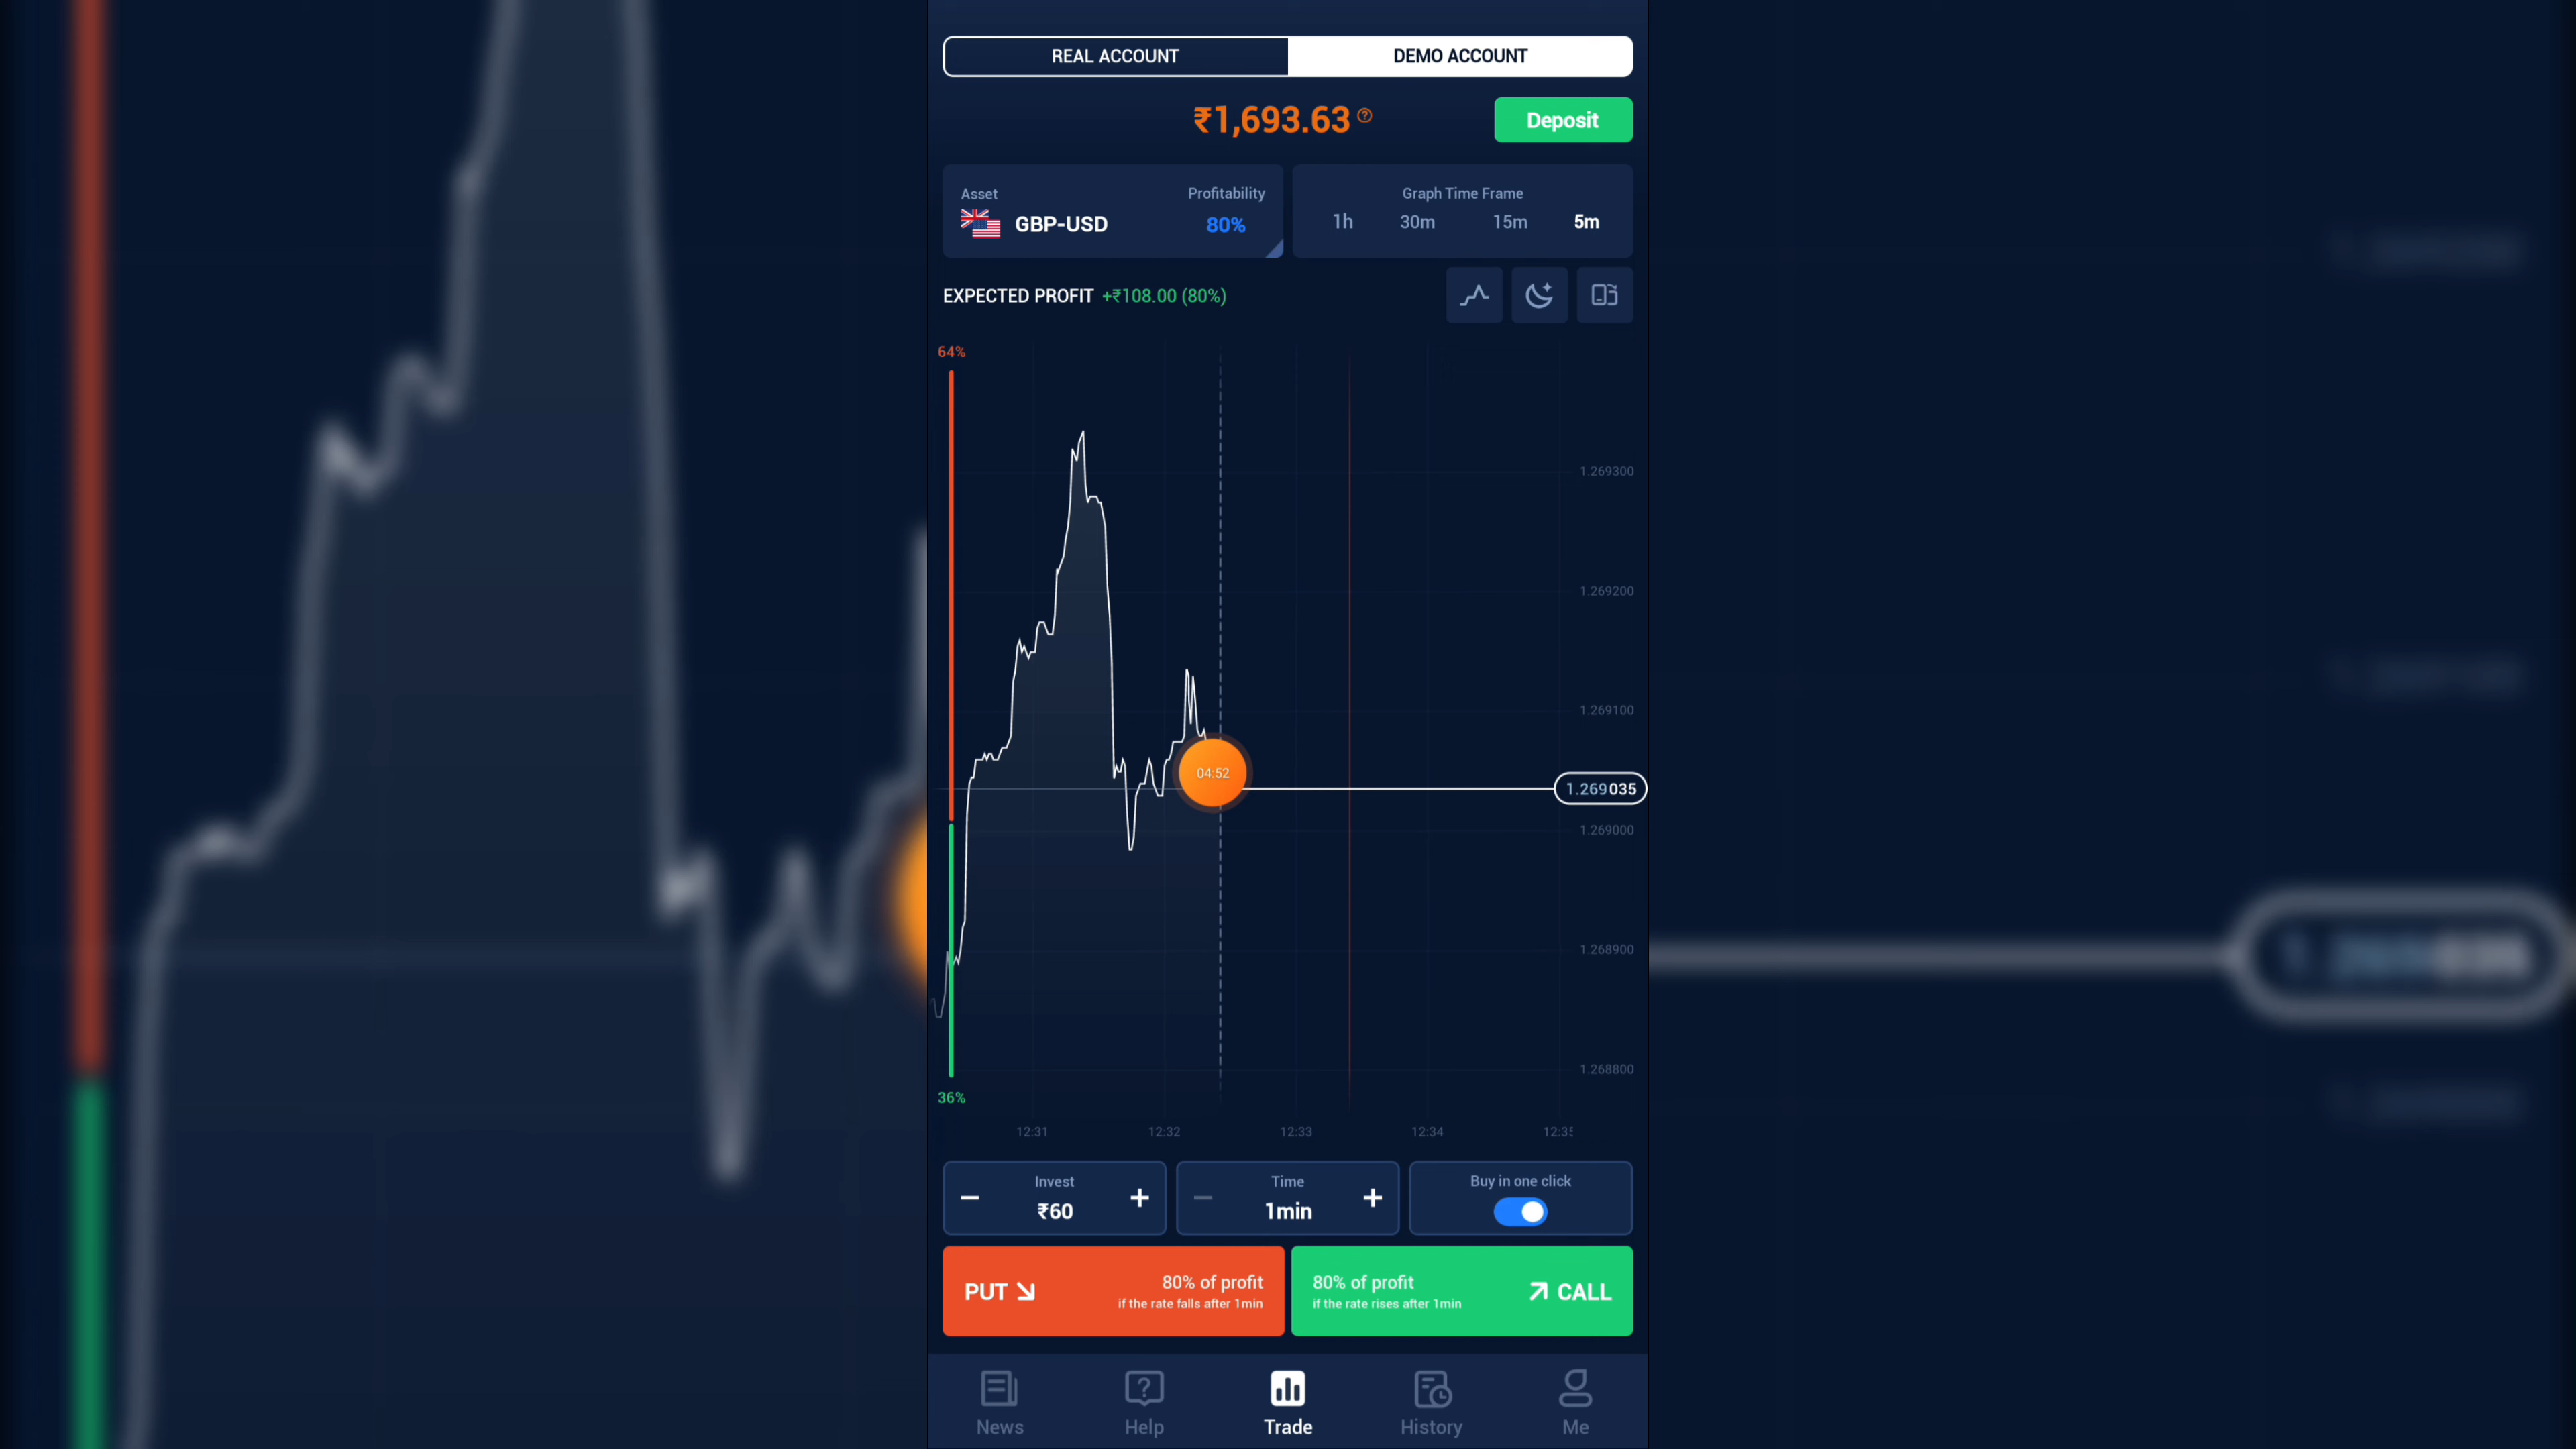 REAL ACCOUNT
DEMO ACCOUNT
₹1,693.63
Deposit
Asset
Profitability
GBP-USD
80%
Graph Time Frame
1h 30m 15m 5m
EXPECTED PROFIT +₹108.00 (80%)
64%
1.269300
1.269200
1.269100
04:52
1.269035
1.269000
1.268900
1.268800
36%
12:31 12:32 12:33 12:34 12:35
Invest
₹60
Time
1min
Buy in one click
PUT
80% of profit
if the rate falls after 1min
80% of profit
if the rate rises after 1min
CALL
News
Help
Trade
History
Me